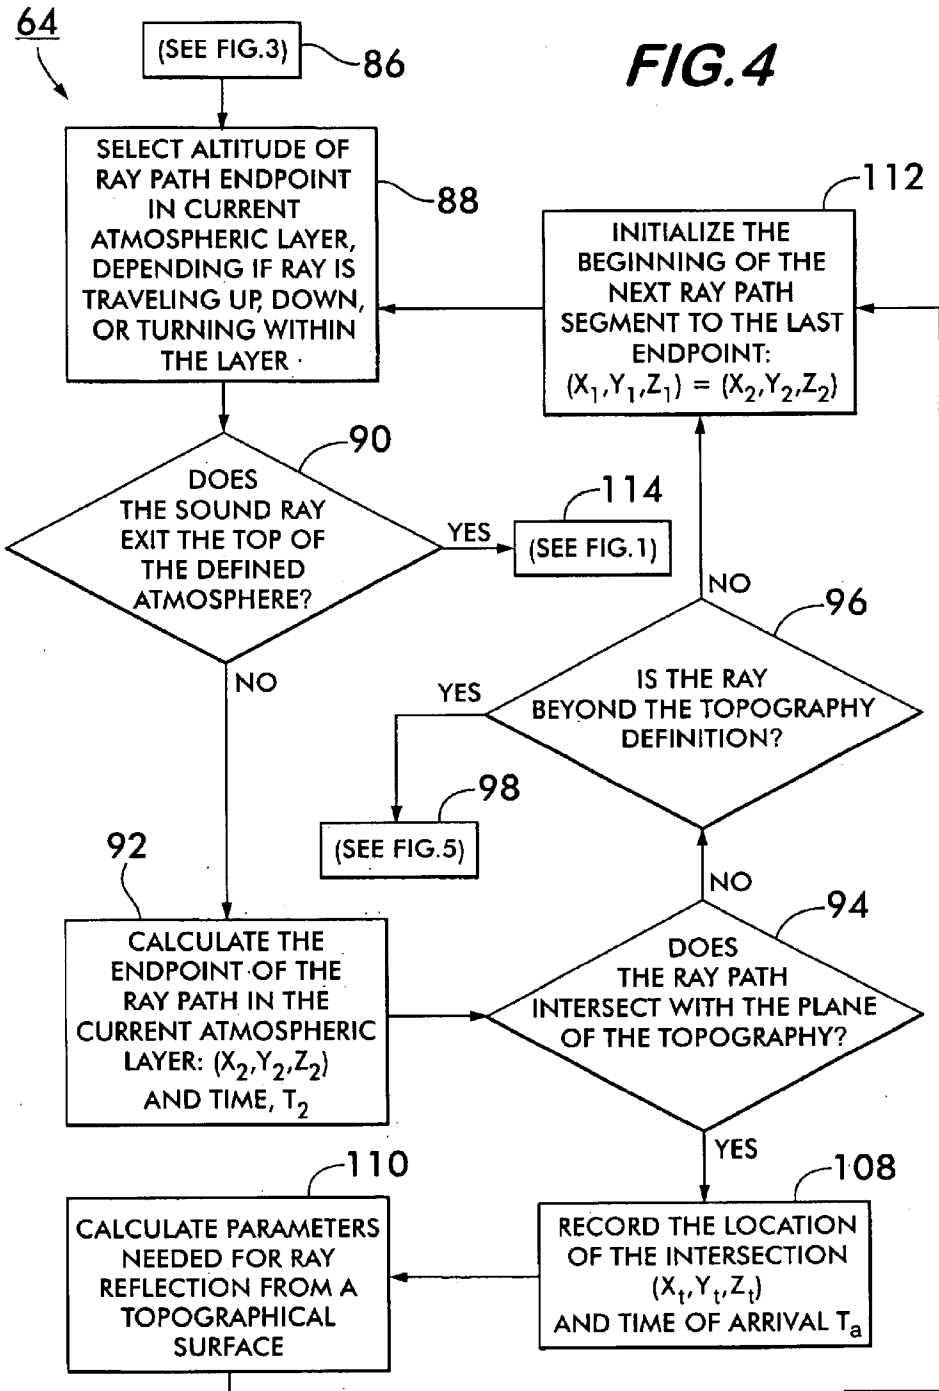 64
(SEE FIG.3)
86
FIG.4
SELECT ALTITUDE OF
RAY PATH ENDPOINT
IN CURRENT
ATMOSPHERIC LAYER,
DEPENDING IF RAY IS
TRAVELING UP, DOWN,
OR TURNING WITHIN
THE LAYER
88
112
INITIALIZE THE
BEGINNING OF THE
NEXT RAY PATH
SEGMENT TO THE LAST
ENDPOINT:
(X₁,Y₁,Z₁) = (X₂,Y₂,Z₂)
90
DOES
THE SOUND RAY
EXIT THE TOP OF
THE DEFINED
ATMOSPHERE?
YES
114
(SEE FIG.1)
NO
NO
96
IS THE RAY
BEYOND THE TOPOGRAPHY
DEFINITION?
YES
98
(SEE FIG.5)
92
CALCULATE THE
ENDPOINT OF THE
RAY PATH IN THE
CURRENT ATMOSPHERIC
LAYER: (X₂,Y₂,Z₂)
AND TIME, T₂
NO
94
DOES
THE RAY PATH
INTERSECT WITH THE PLANE
OF THE TOPOGRAPHY?
YES
108
RECORD THE LOCATION
OF THE INTERSECTION
(Xₜ,Yₜ,Zₜ)
AND TIME OF ARRIVAL Tₐ
110
CALCULATE PARAMETERS
NEEDED FOR RAY
REFLECTION FROM A
TOPOGRAPHICAL
SURFACE